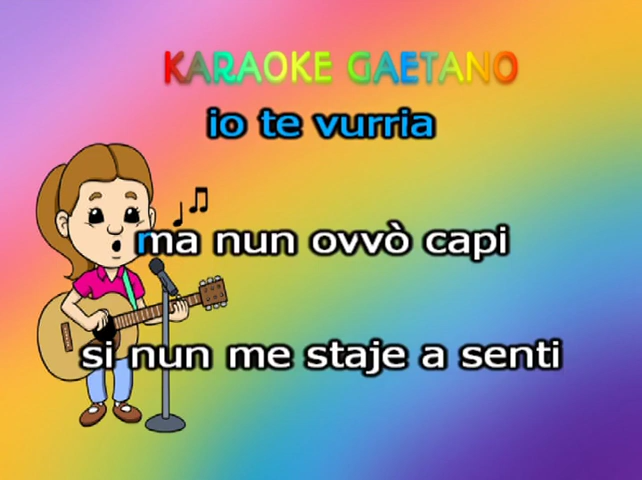 KARAOKE GAETANO
io te vurria
ma nun ovvò capi
si nun me staje a senti